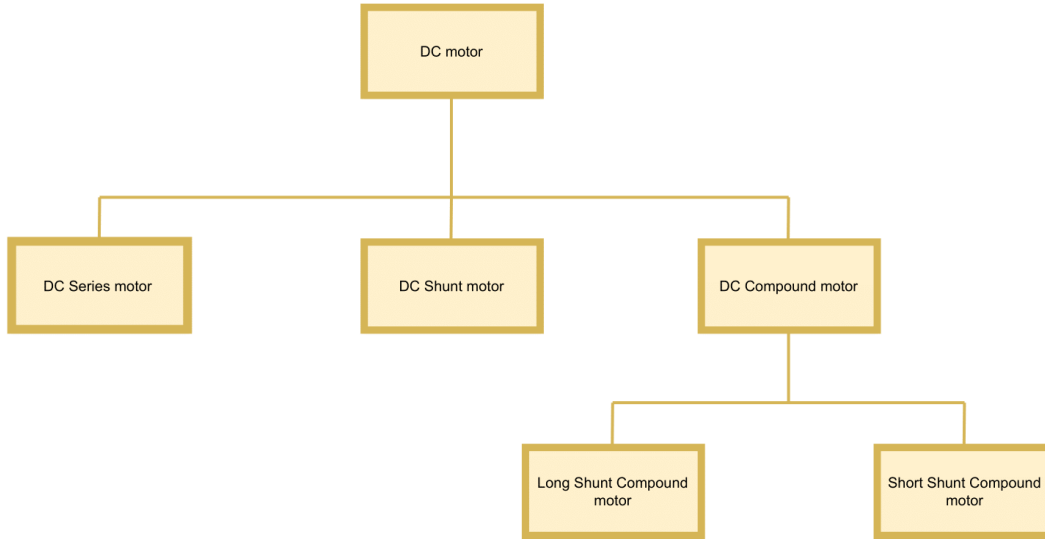 DC motor
DC Series motor
DC Shunt motor
DC Compound motor
Long Shunt Compound
motor
Short Shunt Compound
motor